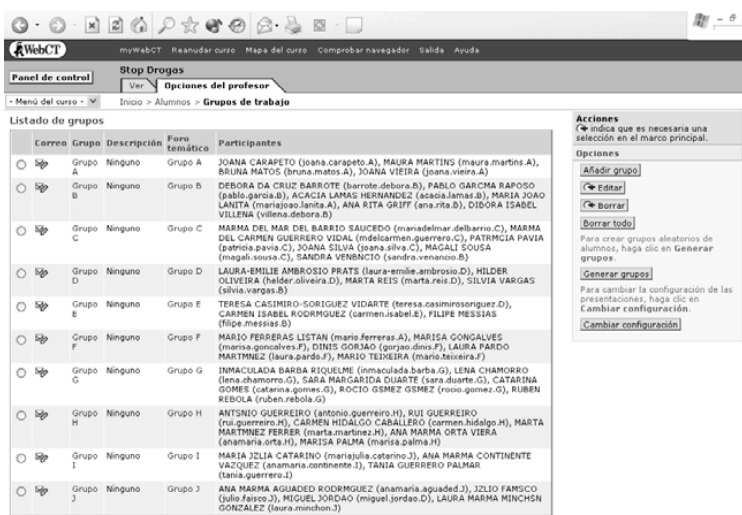 WebCT
myWebCT Reanudar curso Mapa del curso Comprobar navegador Salida Ayuda
Panel de control
Stop Drogas
Ver Opciones del profesor
- Menú del curso -
Inicio > Alumnos > Grupos de trabajo
Listado de grupos
Correo Grupo Descripción Foro temático Participantes
Grupo A Ninguno Grupo A JOANA CARAPETO (joana.carapeto.A), MAURA MARTINS (maura.martins.A),
BRUNA MATOS (bruna.matos.A), JOANA VIEIRA (joana.vieira.A)
Grupo B Ninguno Grupo B DEBORA DA CRUZ BARROTE (barrote.debora.B), PABLO GARCMA RAPOSO
(pablo.garcia.B), ACACIA LAMAS HERNANDEZ (acacia.lamas.B), MARIA JOAO
LANITA (mariajoao.lanita.A), ANA RITA GRIFF (ana.rita.B), DIBORA ISABEL
VILLENA (villena.debora.B)
Grupo C Ninguno Grupo C MARMA DEL MAR DEL BARRIO SAUCEDO (mariadelmar.delbarrio.C), MARMA
DEL CARMEN GUERRERO VIDAL (mdelcarmen.guerrero.C), PATRMCIA PAVIA
(patricia.pavia.C), JOANA SILVA (joana.silva.C), MAGALI SOUSA
(magali.sousa.C), SANDRA VENBNCIO (sandra.venancio.B)
Grupo D Ninguno Grupo D LAURA-EMILIE AMBROSIO PRATS (laura-emilie.ambrosio.D), HILDER
OLIVEIRA (helder.oliveira.D), MARTA REIS (marta.reis.D), SILVIA VARGAS
(silvia.vargas.B)
Grupo E Ninguno Grupo E TERESA CASIMIRO-SORIGUEZ VIDARTE (teresa.casimirosoriguez.D),
CARMEN ISABEL RODRMGUEZ (carmen.isabel.E), FILIPE MESSIAS
(filipe.messias.B)
Grupo F Ninguno Grupo F MARIO FERRERAS LISTAN (mario.ferreras.A), MARISA GONGALVES
(marisa.goncalves.F), DINIS GORJAO (gorjao.dinis.F), LAURA PARDO
MARTMNEZ (laura.pardo.F), MARIO TEIXEIRA (mario.teixeira.F)
Grupo G Ninguno Grupo G INMACULADA BARBA RIQUELME (inmaculada.barba.G), LENA CHAMORRO
(lena.chamorro.G), SARA MARGARIDA DUARTE (sara.duarte.G), CATARINA
GOMES (catarina.gomes.G), ROCIO GSMEZ GSMEZ (rocio.gomez.G), RUBEN
REBOLA (ruben.rebola.G)
Grupo H Ninguno Grupo H ANTSNIO GUERREIRO (antonio.guerreiro.H), RUI GUERREIRO
(rui.guerreiro.H), CARMEN HIDALGO CABALLERO (carmen.hidalgo.H), MARTA
MARTMNEZ FERRER (marta.martinez.H), ANA MARMA ORTA VIERA
(anamaria.orta.H), MARISA PALMA (marisa.palma.H)
Grupo I Ninguno Grupo I MARIA JZLIA CATARINO (mariajulia.catarino.J), ANA MARMA CONTINENTE
VAZQUEZ (anamaria.continente.I), TANIA GUERRERO PALMAR
(tania.guerrero.I)
Grupo J Ninguno Grupo J ANA MARMA AGUADED RODRMGUEZ (anamaria.aguaded.J), JZLIO FAMSCO
(julio.faisco.J), MIGUEL JORDAO (miguel.jordao.D), LAURA MARMA MINCHSN
GONZALEZ (laura.minchon.J)
Acciones
indica que es necesaria una
selección en el marco principal.
Opciones
Añadir grupo
Editar
Borrar
Borrar todo
Para crear grupos aleatorios de
alumnos, haga clic en Generar
grupos.
Generar grupos
Para cambiar la configuración de las
presentaciones, haga clic en
Cambiar configuración.
Cambiar configuración